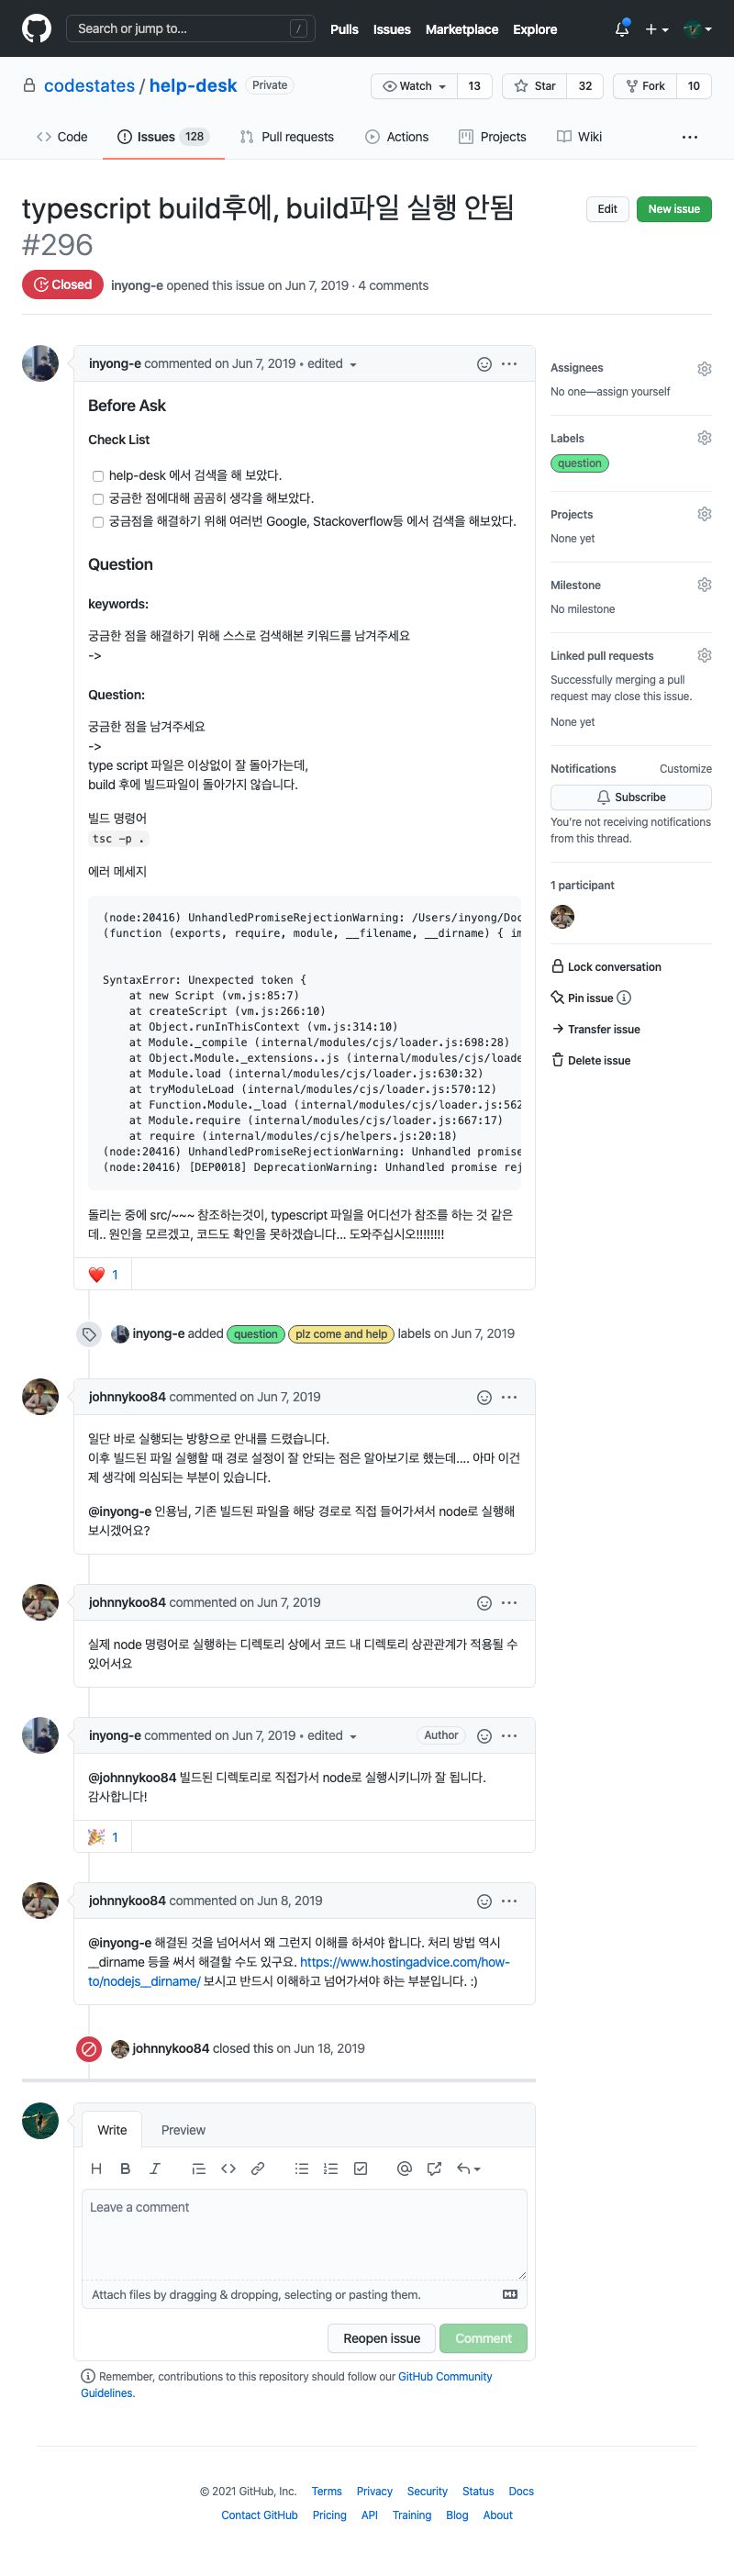 Search or jump to... /
Pulls Issues Marketplace Explore
codestates / help-desk Private
Watch 13 Star 32 Fork 10
Code Issues 128 Pull requests Actions Projects Wiki
typescript build후에, build파일 실행 안됨
#296
Edit New issue
Closed inyong-e opened this issue on Jun 7, 2019 · 4 comments
inyong-e commented on Jun 7, 2019 • edited
Before Ask
Check List
help-desk 에서 검색을 해 보았다.
궁금한 점에대해 곰곰히 생각을 해보았다.
궁금점을 해결하기 위해 여러번 Google, Stackoverflow등 에서 검색을 해보았다.
Question
keywords:
궁금한 점을 해결하기 위해 스스로 검색해본 키워드를 남겨주세요
->
Question:
궁금한 점을 남겨주세요
->
type script 파일은 이상없이 잘 돌아가는데,
build 후에 빌드파일이 돌아가지 않습니다.
빌드 명령어
tsc -p .
에러 메세지
(node:20416) UnhandledPromiseRejectionWarning: /Users/inyong/Doc
(function (exports, require, module, __filename, __dirname) { im
SyntaxError: Unexpected token {
at new Script (vm.js:85:7)
at createScript (vm.js:266:10)
at Object.runInThisContext (vm.js:314:10)
at Module._compile (internal/modules/cjs/loader.js:698:28)
at Object.Module._extensions..js (internal/modules/cjs/loade
at Module.load (internal/modules/cjs/loader.js:630:32)
at tryModuleLoad (internal/modules/cjs/loader.js:570:12)
at Function.Module._load (internal/modules/cjs/loader.js:562
at Module.require (internal/modules/cjs/loader.js:667:17)
at require (internal/modules/cjs/helpers.js:20:18)
(node:20416) UnhandledPromiseRejectionWarning: Unhandled promise
(node:20416) [DEP0018] DeprecationWarning: Unhandled promise rej
돌리는 중에 src/~~~ 참조하는것이, typescript 파일을 어디선가 참조를 하는 것 같은
데.. 원인을 모르겠고, 코드도 확인을 못하겠습니다... 도와주십시오!!!!!!!!
1
inyong-e added question plz come and help labels on Jun 7, 2019
johnnykoo84 commented on Jun 7, 2019
일단 바로 실행되는 방향으로 안내를 드렸습니다.
이후 빌드된 파일 실행할 때 경로 설정이 잘 안되는 점은 알아보기로 했는데.... 아마 이건
제 생각에 의심되는 부분이 있습니다.
@inyong-e 인용님, 기존 빌드된 파일을 해당 경로로 직접 들어가셔서 node로 실행해
보시겠어요?
johnnykoo84 commented on Jun 7, 2019
실제 node 명령어로 실행하는 디렉토리 상에서 코드 내 디렉토리 상관관계가 적용될 수
있어서요
inyong-e commented on Jun 7, 2019 • edited Author
@johnnykoo84 빌드된 디렉토리로 직접가서 node로 실행시키니까 잘 됩니다.
감사합니다!
1
johnnykoo84 commented on Jun 8, 2019
@inyong-e 해결된 것을 넘어서서 왜 그런지 이해를 하셔야 합니다. 처리 방법 역시
__dirname 등을 써서 해결할 수도 있구요. https://www.hostingadvice.com/how-
to/nodejs__dirname/ 보시고 반드시 이해하고 넘어가셔야 하는 부분입니다. :)
johnnykoo84 closed this on Jun 18, 2019
Write Preview
Leave a comment
Attach files by dragging & dropping, selecting or pasting them.
Reopen issue Comment
Remember, contributions to this repository should follow our GitHub Community
Guidelines.
Assignees
No one—assign yourself
Labels
question
Projects
None yet
Milestone
No milestone
Linked pull requests
Successfully merging a pull
request may close this issue.
None yet
Notifications Customize
Subscribe
You're not receiving notifications
from this thread.
1 participant
Lock conversation
Pin issue
Transfer issue
Delete issue
© 2021 GitHub, Inc. Terms Privacy Security Status Docs
Contact GitHub Pricing API Training Blog About